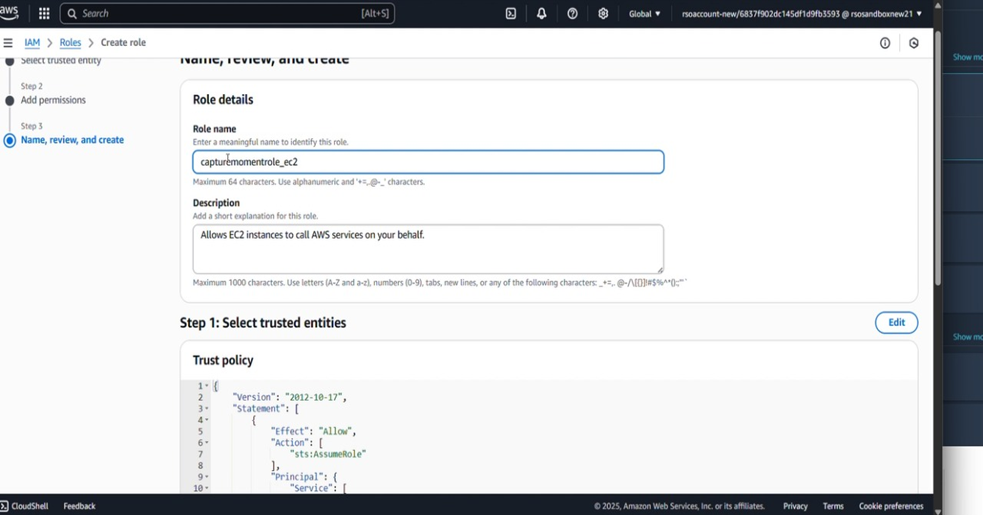 aws
Search [Alt+S]
Global
rsoaccount-new/6837f902dc145df1d9fb3593 @ rsosandboxnew21
IAM > Roles > Create role
Select trusted entity
Step 2
Add permissions
Step 3
Name, review, and create
Name, review, and create
Role details
Role name
Enter a meaningful name to identify this role.
capturemomentrole_ec2
Maximum 64 characters. Use alphanumeric and '+=,.@-_' characters.
Description
Add a short explanation for this role.
Allows EC2 instances to call AWS services on your behalf.
Maximum 1000 characters. Use letters (A-Z and a-z), numbers (0-9), tabs, new lines, or any of the following characters:
Step 1: Select trusted entities
Edit
Trust policy
1 {
2 "Version": "2012-10-17",
3 "Statement": [
4 {
5 "Effect": "Allow",
6 "Action": [
7 "sts:AssumeRole"
8 ],
9 "Principal": {
10 "Service": [
CloudShell Feedback
© 2025, Amazon Web Services, Inc. or its affiliates. Privacy Terms Cookie preferences
Show
Show